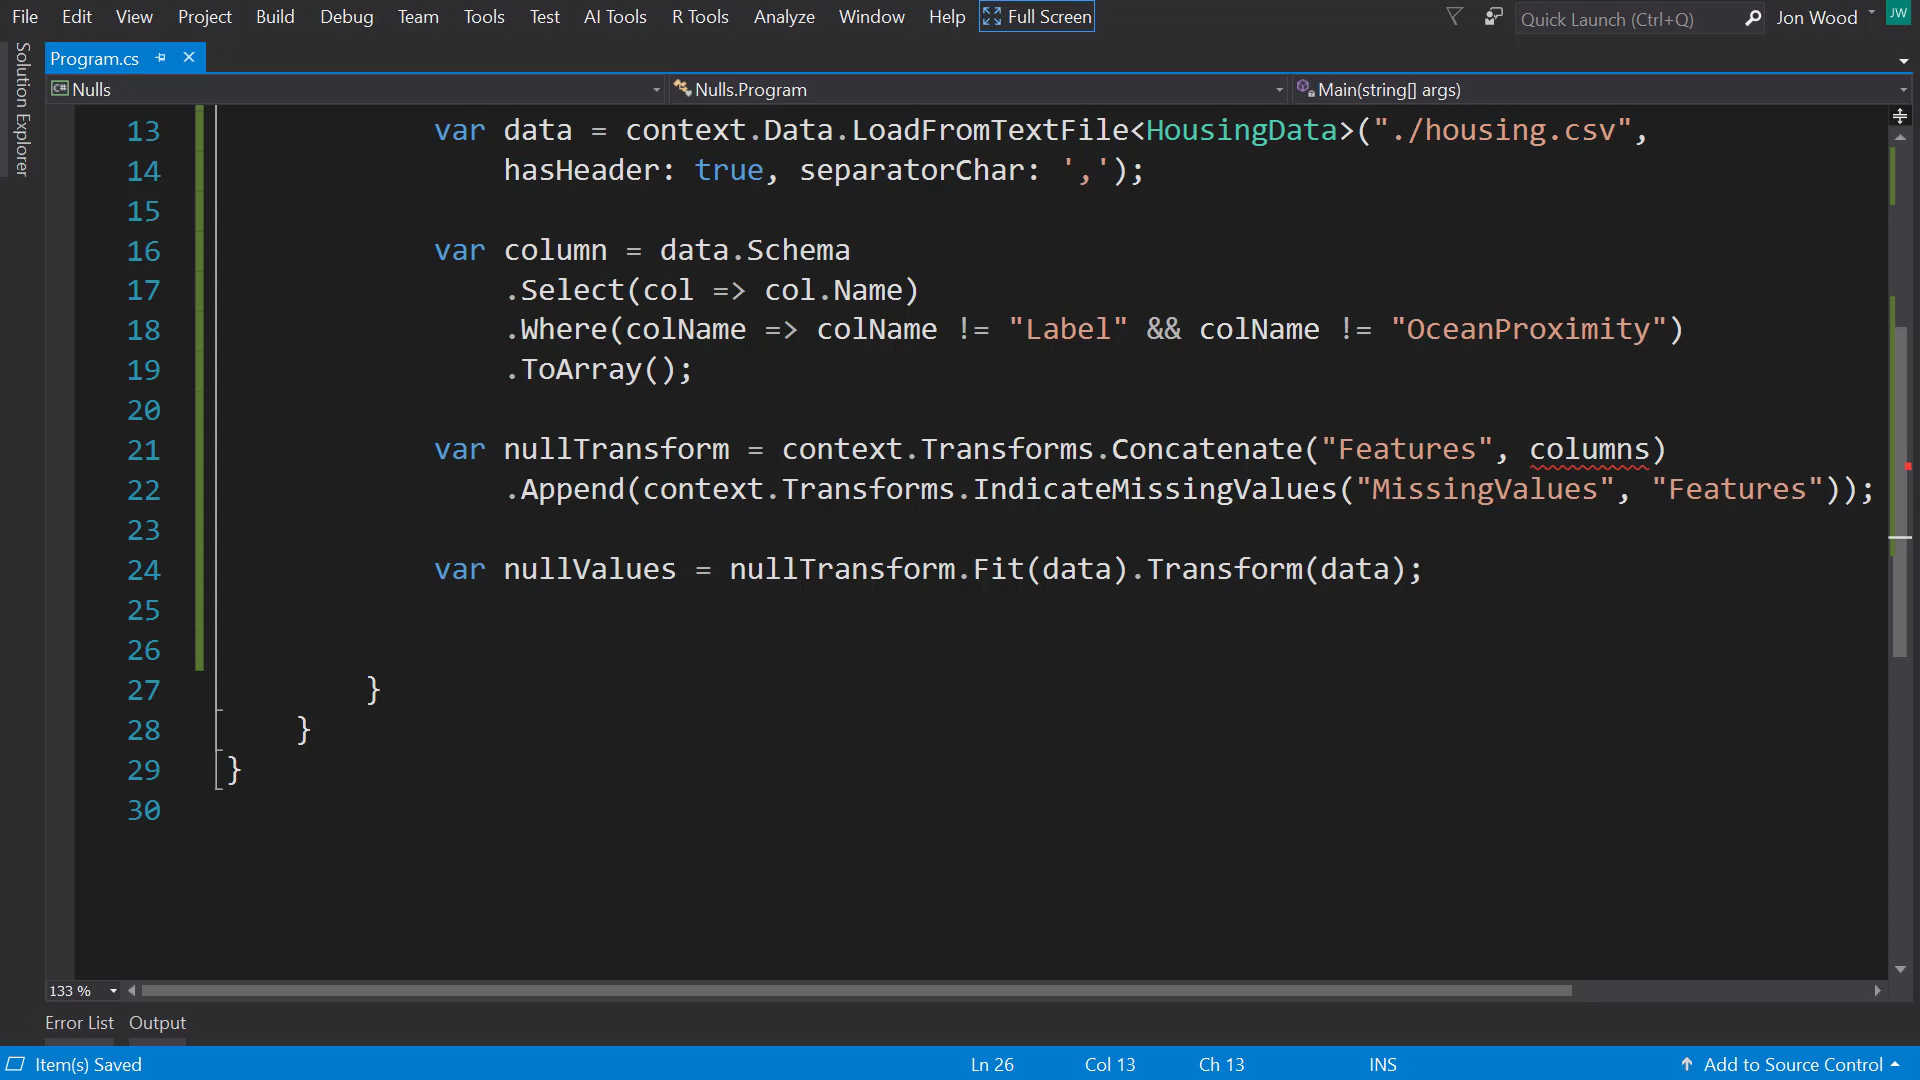 File Edit View Project Build Debug Team Tools Test AI Tools R Tools Analyze Window Help Full Screen Quick Launch (Ctrl+Q) Jon Wood JW
Solution Explorer
Program.cs
C# Nulls Nulls.Program Main(string[] args)
13 var data = context.Data.LoadFromTextFile<HousingData>("./housing.csv",
14 hasHeader: true, separatorChar: ',');
15
16 var column = data.Schema
17 .Select(col => col.Name)
18 .Where(colName => colName != "Label" && colName != "OceanProximity")
19 .ToArray();
20
21 var nullTransform = context.Transforms.Concatenate("Features", columns)
22 .Append(context.Transforms.IndicateMissingValues("MissingValues", "Features"));
23
24 var nullValues = nullTransform.Fit(data).Transform(data);
25
26
27 }
28 }
29 }
30
133 %
Error List Output
Item(s) Saved Ln 26 Col 13 Ch 13 INS Add to Source Control